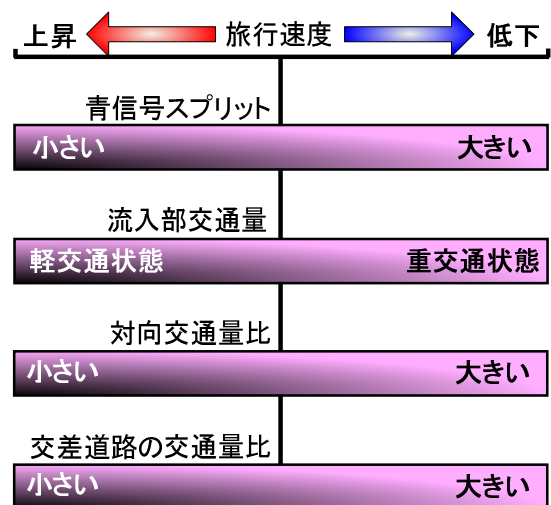 上昇 旅行速度 低下
青信号スプリット
小さい 大きい
流入部交通量
軽交通状態 重交通状態
対向交通量比
小さい 大きい
交差道路の交通量比
小さい 大きい